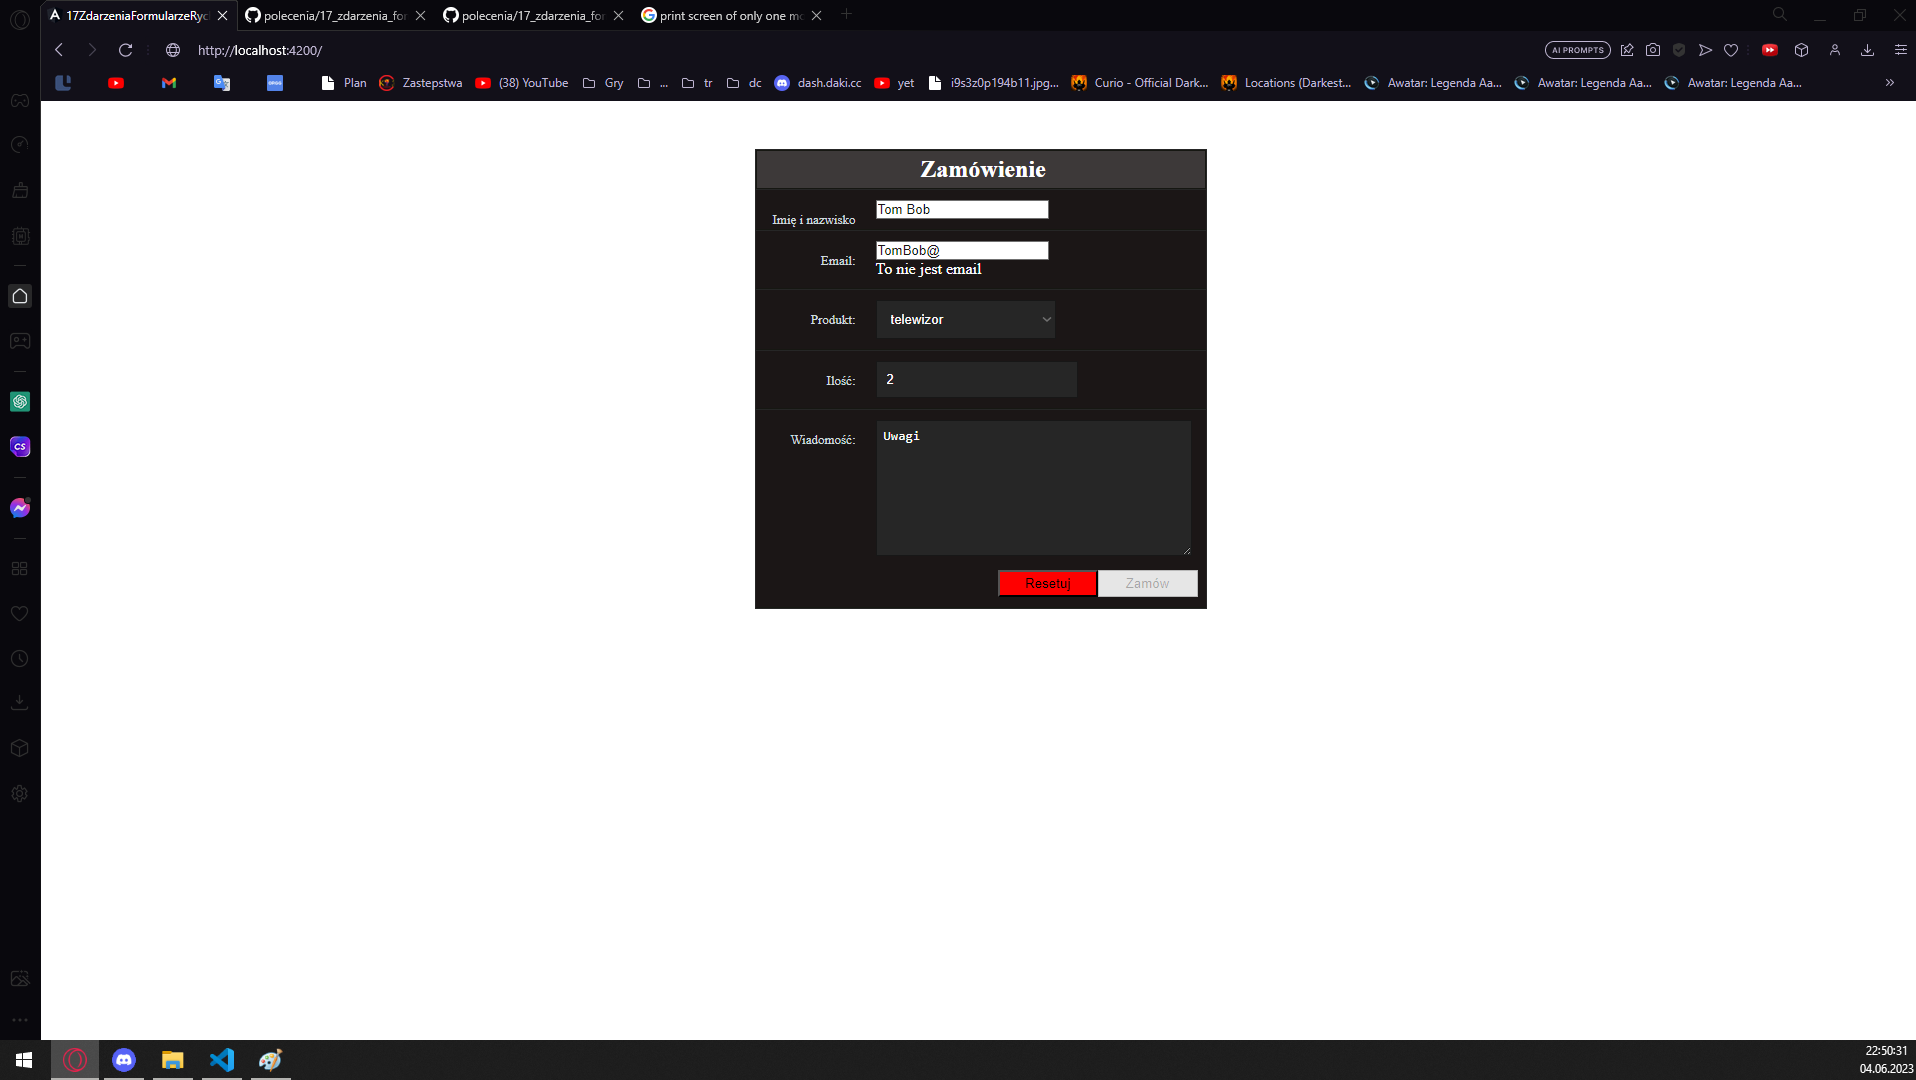 17ZdarzeniaFormularzeRyc
polecenia/17_zdarzenia_for
polecenia/17_zdarzenia_for
print screen of only one mo
http://localhost:4200/
AI PROMPTS
Plan
Zastepstwa
(38) YouTube
Gry
...
tr
dc
dash.daki.cc
yet
i9s3z0p194b11.jpg...
Curio - Official Dark...
Locations (Darkest...
Awatar: Legenda Aa...
Awatar: Legenda Aa...
Awatar: Legenda Aa...
Zamówienie
Imię i nazwisko
Tom Bob
Email:
TomBob@
To nie jest email
Produkt:
telewizor
Ilość:
2
Wiadomość:
Uwagi
Resetuj
Zamów
CS
22:50:31
04.06.2023